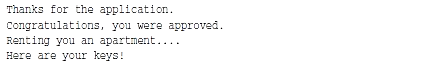 Thanks for the application.
Congratulations, you were approved.
Renting you an apartment....
Here are your keys!